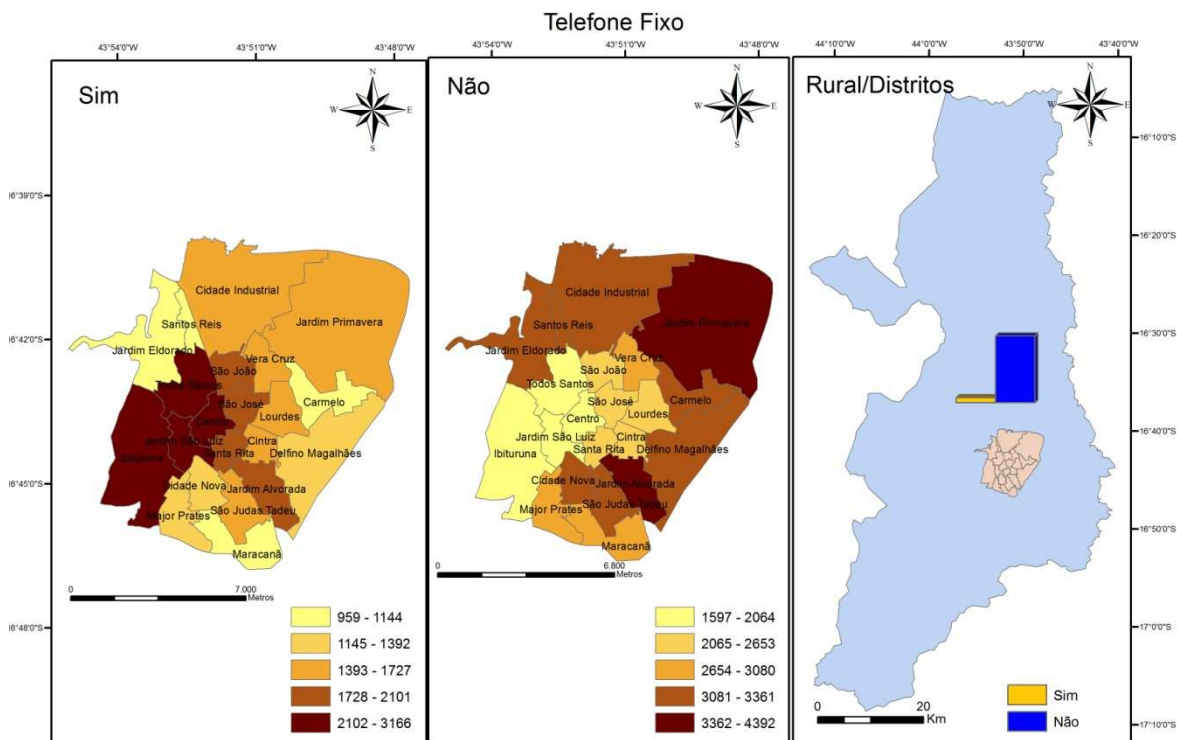 Telefone Fixo
43°54'0"W 43°51'0"W 43°48'0"W
43°54'0"W 43°51'0"W 43°48'0"W
44°10'0"W 44°0'0"W 43°50'0"W 43°40'0"W
Sim
N
W E
S
16°39'0"S
16°42'0"S
16°45'0"S
16°48'0"S
Cidade Industrial
Jardim Primavera
Santos Reis
Jardim Eldorado
Vera Cruz
São João
Todos Santos
Carmelo
São José
Lourdes
Centro
Jardim São Luiz
Cintra
Ibituruna
Santa Rita
Delfino Magalhães
Cidade Nova
Jardim Alvorada
Major Prates
São Judas Tadeu
Maracanã
0 7.000
Metros
959 - 1144
1145 - 1392
1393 - 1727
1728 - 2101
2102 - 3166
Não
N
W E
S
Cidade Industrial
Santos Reis
Jardim Primavera
Jardim Eldorado
Vera Cruz
São João
Todos Santos
São José
Carmelo
Lourdes
Centro
Jardim São Luiz
Cintra
Ibituruna
Santa Rita
Delfino Magalhães
Cidade Nova
Jardim Alvorada
Major Prates
São Judas Tadeu
Maracanã
0 6.800
Metros
1597 - 2064
2065 - 2653
2654 - 3080
3081 - 3361
3362 - 4392
Rural/Distritos
N
W E
S
16°10'0"S
16°20'0"S
16°30'0"S
16°40'0"S
16°50'0"S
17°0'0"S
17°10'0"S
0 20
Km
Sim
Não